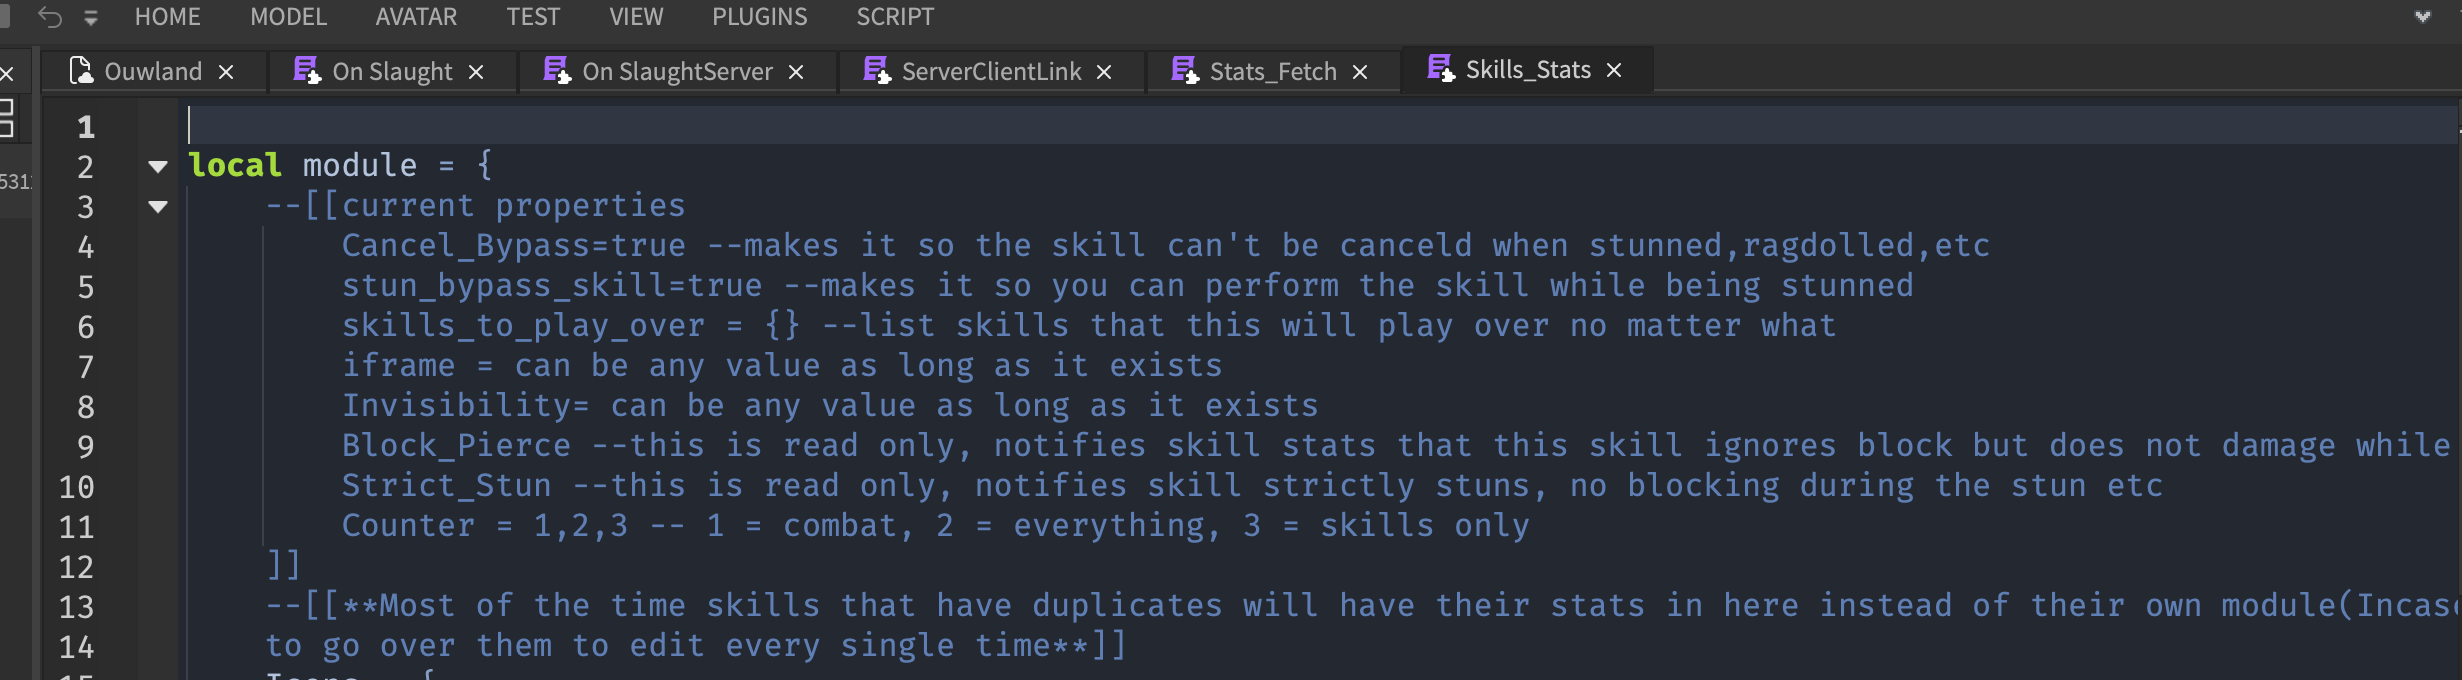 HOME MODEL AVATAR TEST VIEW PLUGINS SCRIPT
Ouwland On Slaught On SlaughtServer ServerClientLink Stats_Fetch Skills_Stats
531
1
2 local module = {
3 --[[current properties
4 Cancel_Bypass=true --makes it so the skill can't be canceld when stunned,ragdolled,etc
5 stun_bypass_skill=true --makes it so you can perform the skill while being stunned
6 skills_to_play_over = {} --list skills that this will play over no matter what
7 iframe = can be any value as long as it exists
8 Invisibility= can be any value as long as it exists
9 Block_Pierce --this is read only, notifies skill stats that this skill ignores block but does not damage while
10 Strict_Stun --this is read only, notifies skill strictly stuns, no blocking during the stun etc
11 Counter = 1,2,3 -- 1 = combat, 2 = everything, 3 = skills only
12 ]]
13 --[[**Most of the time skills that have duplicates will have their stats in here instead of their own module(Incas
14 to go over them to edit every single time**]]